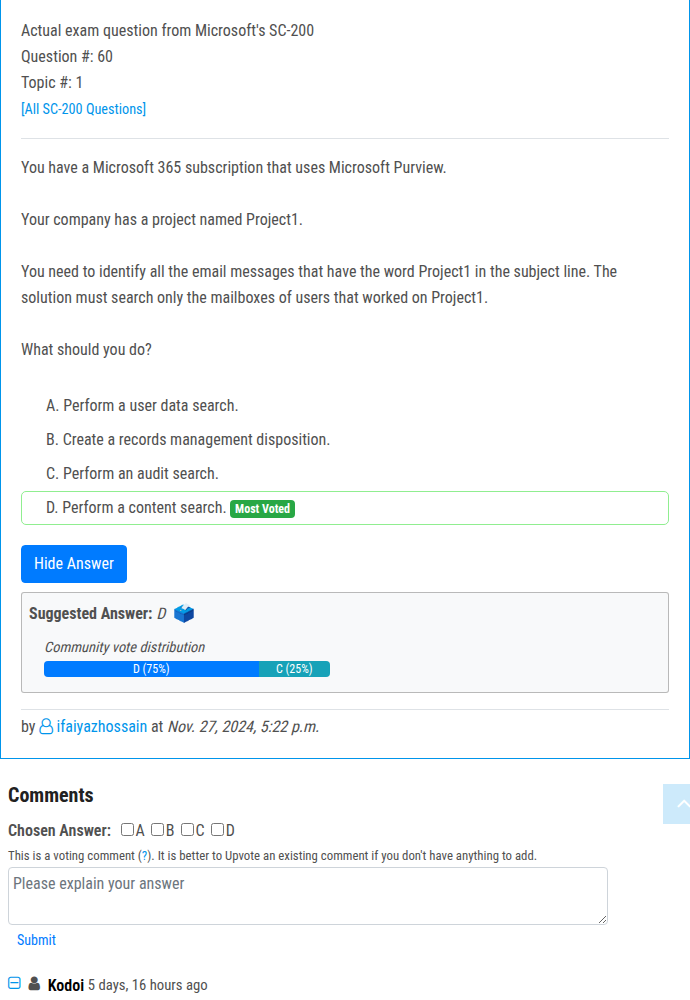 Actual exam question from Microsoft's SC-200
Question #: 60
Topic #: 1
[All SC-200 Questions]
You have a Microsoft 365 subscription that uses Microsoft Purview.
Your company has a project named Project1.
You need to identify all the email messages that have the word Project1 in the subject line. The
solution must search only the mailboxes of users that worked on Project1.
What should you do?
A. Perform a user data search.
B. Create a records management disposition.
C. Perform an audit search.
D. Perform a content search. Most Voted
Hide Answer
Suggested Answer: D
Community vote distribution
D (75%) C (25%)
by ifaiyazhossain at Nov. 27, 2024, 5:22 p.m.
Comments
Chosen Answer: A B C D
This is a voting comment (?). It is better to Upvote an existing comment if you don't have anything to add.
Please explain your answer
Submit
Kodoi 5 days, 16 hours ago